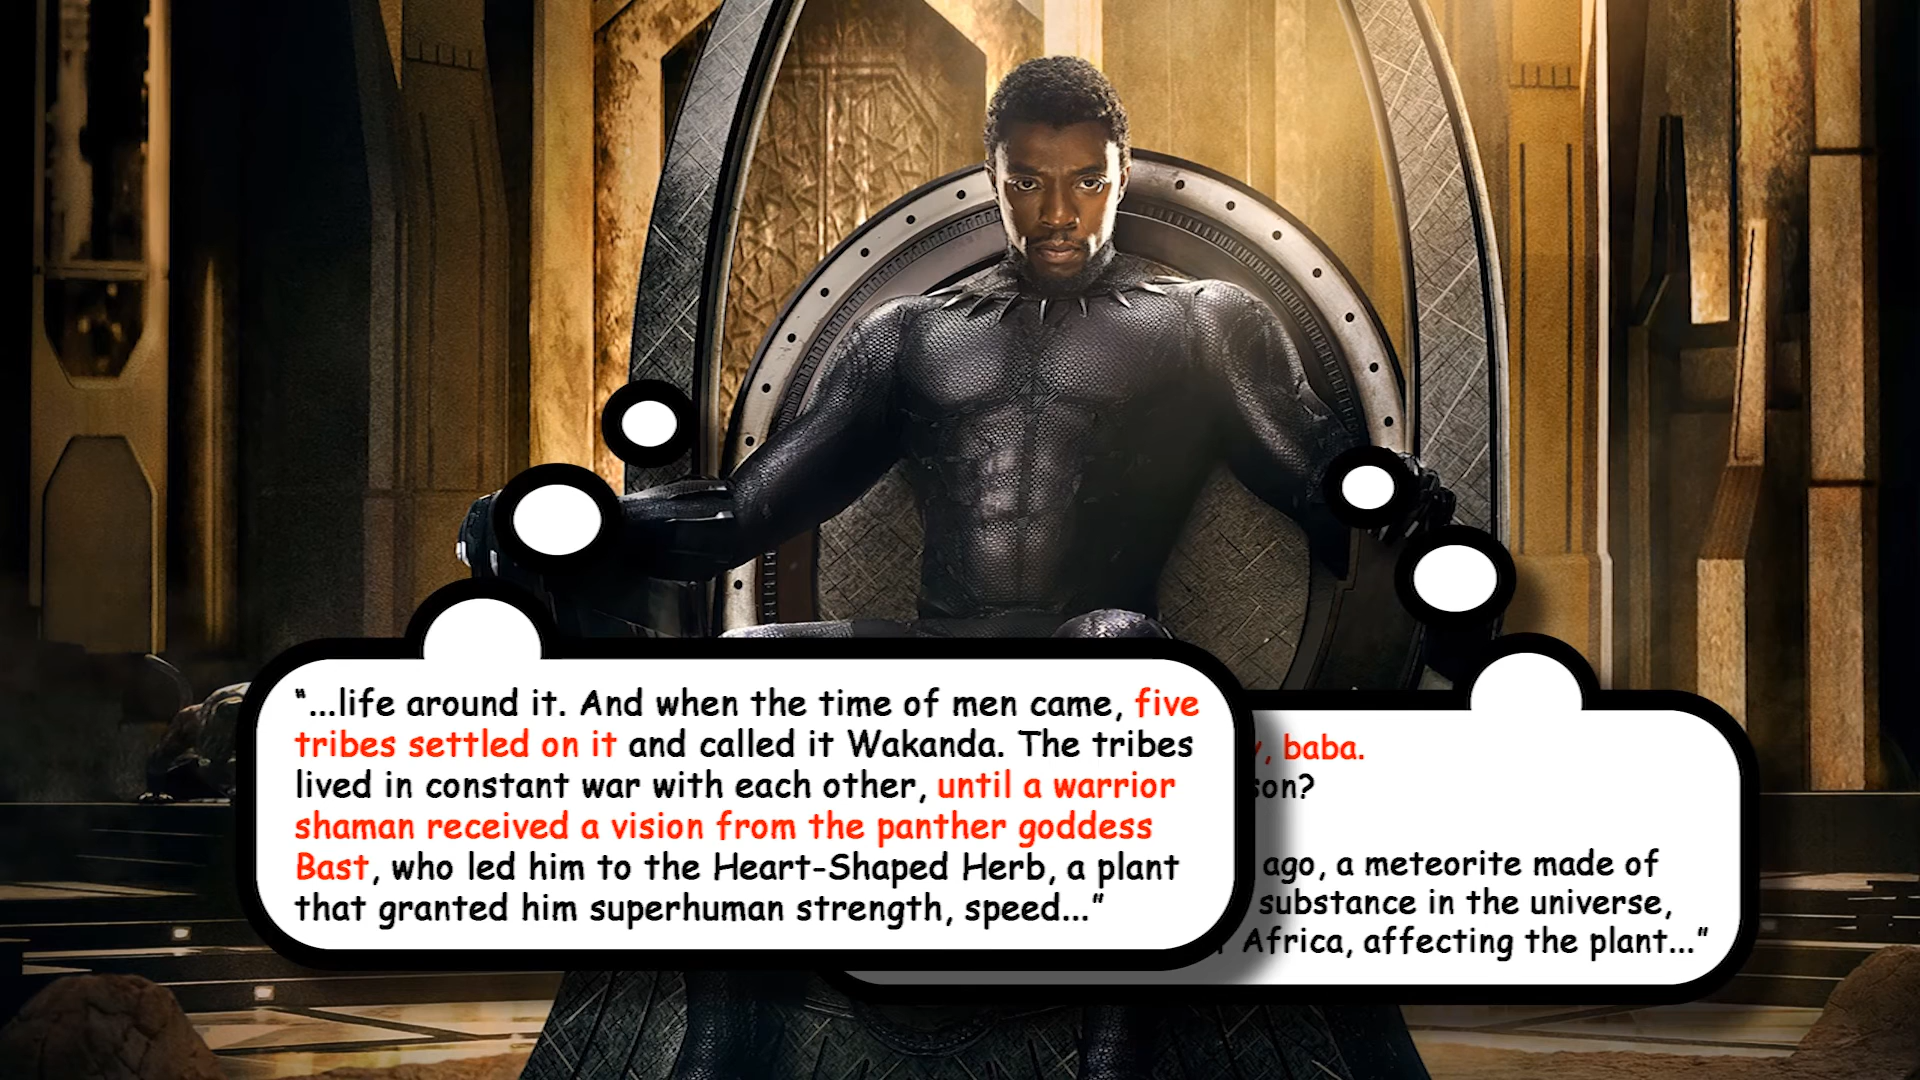 “...life around it. And when the time of men came, five
tribes settled on it and called it Wakanda. The tribes
lived in constant war with each other, until a warrior
shaman received a vision from the panther goddess
Bast, who led him to the Heart-Shaped Herb, a plant
that granted him superhuman strength, speed...”
baba.
son?
ago, a meteorite made of
substance in the universe,
Africa, affecting the plant...”